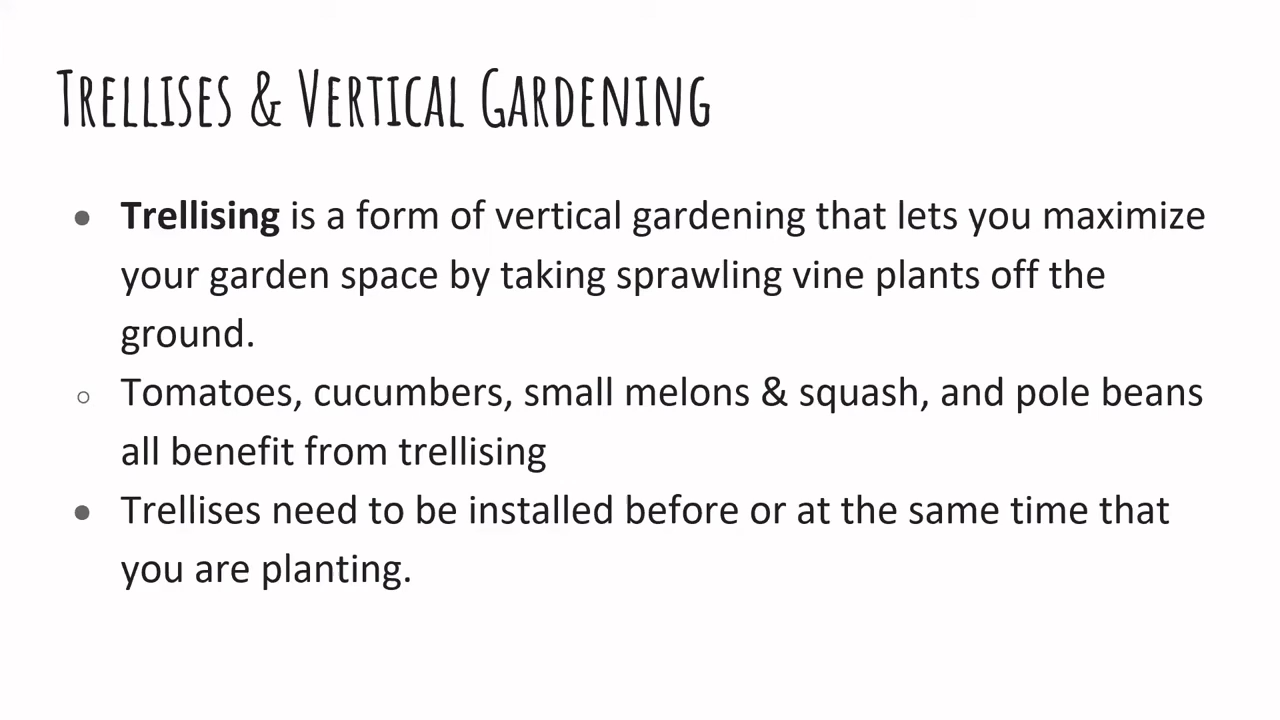 TRELLISES & VERTICAL GARDENING
● Trellising is a form of vertical gardening that lets you maximize
your garden space by taking sprawling vine plants off the
ground.
○ Tomatoes, cucumbers, small melons & squash, and pole beans
all benefit from trellising
● Trellises need to be installed before or at the same time that
you are planting.